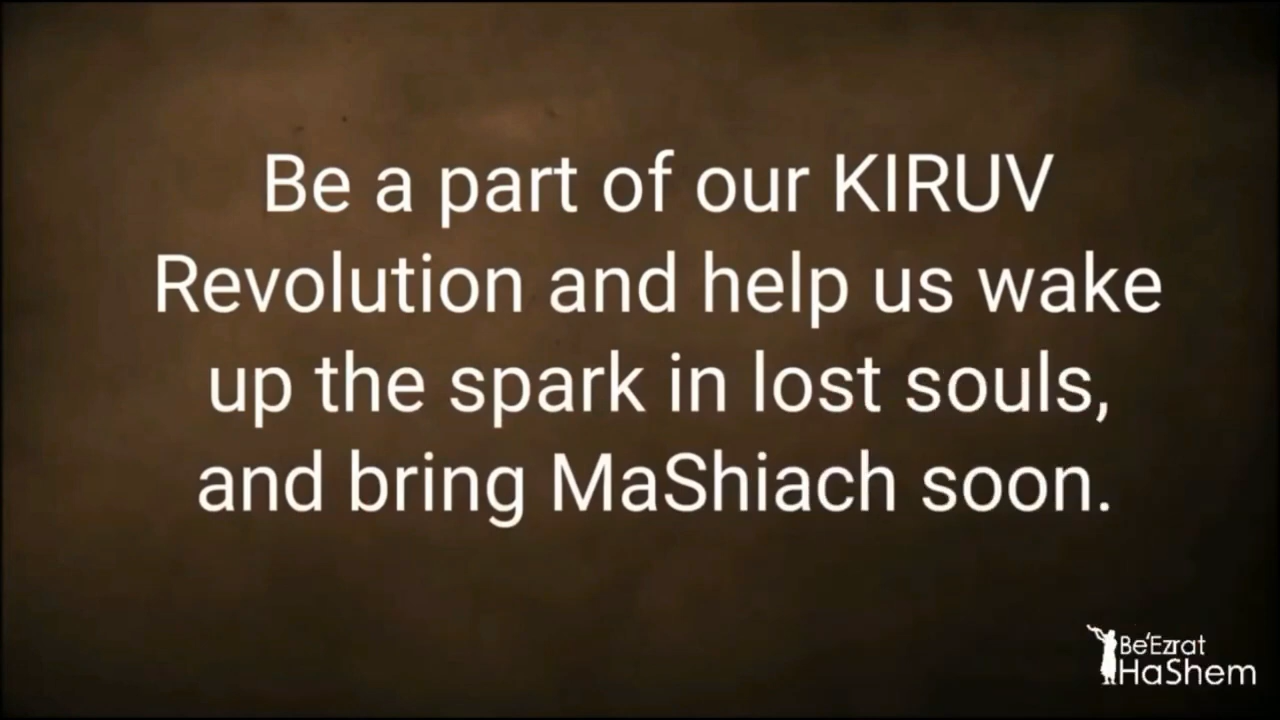 Be a part of our KIRUV
Revolution and help us wake
up the spark in lost souls,
and bring MaShiach soon.
Be'Ezrat
HaShem